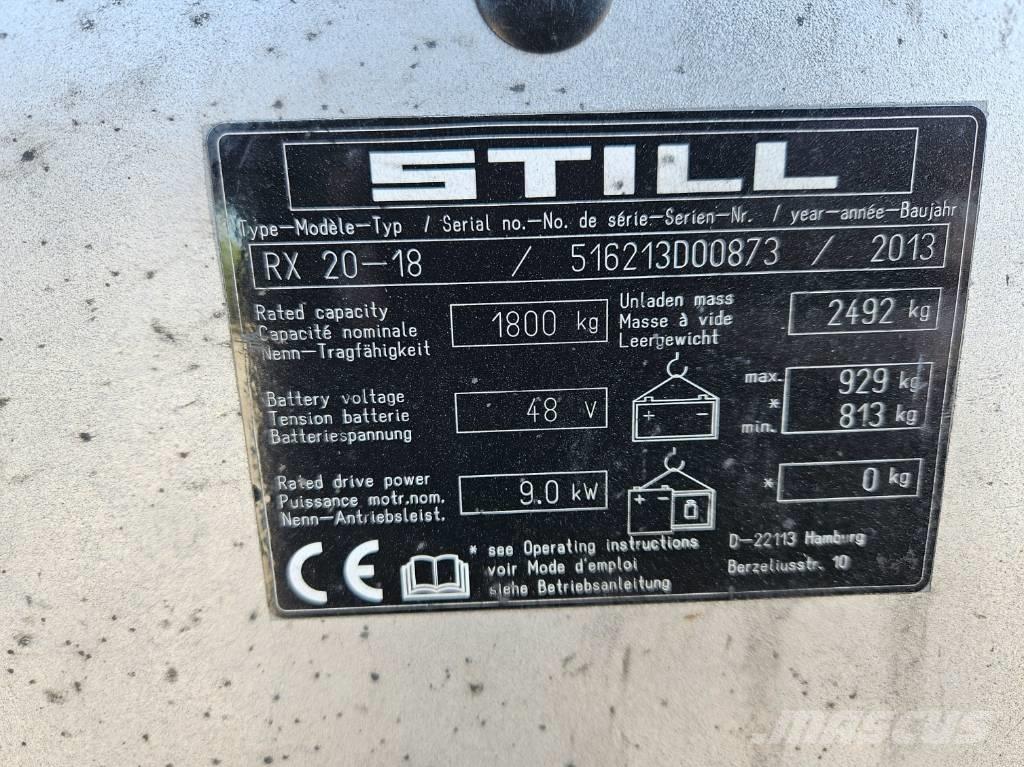 STILL
Type-Modèle-Typ / Serial no.-No. de série-Serien-Nr. / year-année-Baujahr
RX 20-18 / 516213D00873 / 2013
Rated capacity
Capacité nominale
Nenn-Tragfähigkeit
1800 kg
Unladen mass
Masse à vide
Leergewicht
2492 kg
Battery voltage
Tension batterie
Batteriespannung
48 V
+ -
max. 929 kg
*
min. 813 kg
Rated drive power
Puissance motr.nom.
Nenn-Antriebsleist.
9.0 kW
+ -
* 0 kg
CE
* see Operating instructions
voir Mode d'emploi
siehe Betriebsanleitung
D-22113 Hamburg
Berzeliusstr. 10
MASCUS